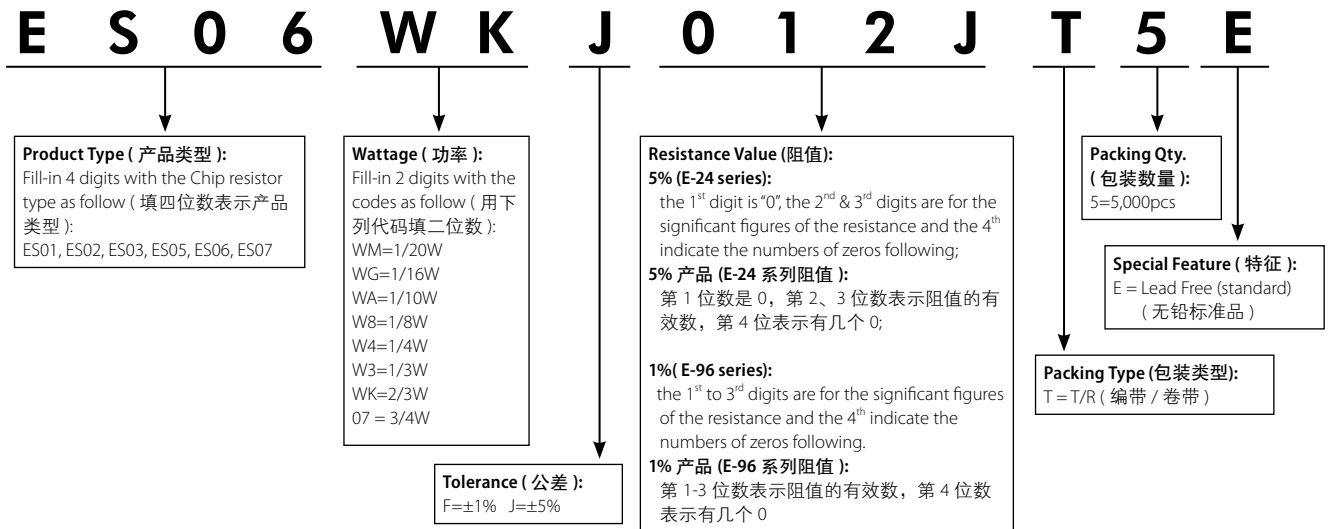 E S 0 6 W K J 0 1 2 J T 5 E
Product Type ( 产品类型 ):
Fill-in 4 digits with the Chip resistor
type as follow ( 填四位数表示产品
类型 ):
ES01, ES02, ES03, ES05, ES06, ES07
Wattage ( 功率 ):
Fill-in 2 digits with the
codes as follow ( 用下
列代码填二位数 ):
WM=1/20W
WG=1/16W
WA=1/10W
W8=1/8W
W4=1/4W
W3=1/3W
WK=2/3W
07 = 3/4W
Tolerance ( 公差 ):
F=±1% J=±5%
Resistance Value (阻值):
5% (E-24 series):
the 1st digit is "0", the 2nd & 3rd digits are for the
significant figures of the resistance and the 4th
indicate the numbers of zeros following;
5% 产品 (E-24 系列阻值 ):
第 1 位数是 0，第 2、3 位数表示阻值的有
效数，第 4 位表示有几个 0;
1%( E-96 series):
the 1st to 3rd digits are for the significant figures
of the resistance and the 4th indicate the
numbers of zeros following.
1% 产品 (E-96 系列阻值 ):
第 1-3 位数表示阻值的有效数，第 4 位数
表示有几个 0
Packing Qty.
( 包装数量 ):
5=5,000pcs
Special Feature ( 特征 ):
E = Lead Free (standard)
( 无铅标准品 )
Packing Type (包装类型):
T = T/R ( 编带 / 卷带 )